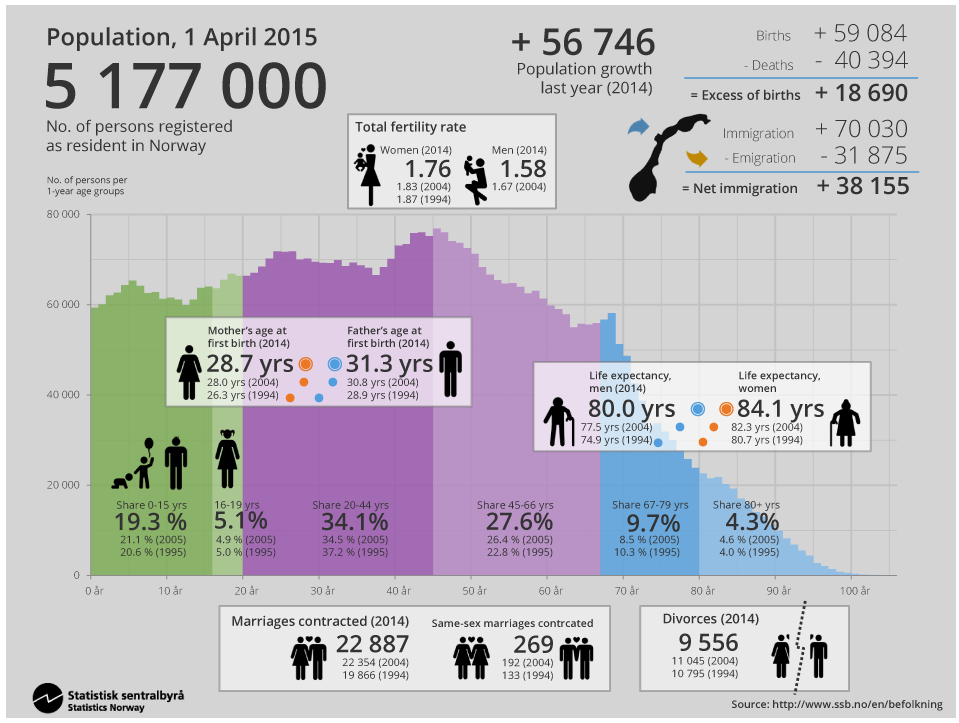 Population, 1 April 2015
5 177 000
No. of persons registered
as resident in Norway
+ 56 746
Population growth
last year (2014)
Births + 59 084
- Deaths - 40 394
= Excess of births + 18 690
Immigration + 70 030
- Emigration - 31 875
= Net immigration + 38 155
Total fertility rate
Women (2014)
1.76
1.83 (2004)
1.87 (1994)
Men (2014)
1.58
1.67 (2004)
No. of persons per
1-year age groups
80 000
60 000
40 000
20 000
0
Mother's age at
first birth (2014)
28.7 yrs
28.0 yrs (2004)
26.3 yrs (1994)
Father's age at
first birth (2014)
31.3 yrs
30.8 yrs (2004)
28.9 yrs (1994)
Life expectancy,
men (2014)
80.0 yrs
77.5 yrs (2004)
74.9 yrs (1994)
Life expectancy,
women
84.1 yrs
82.3 yrs (2004)
80.7 yrs (1994)
Share 0-15 yrs
19.3 %
21.1 % (2005)
20.6 % (1995)
16-19 yrs
5.1%
4.9 % (2005)
5.0 % (1995)
Share 20-44 yrs
34.1%
34.5 % (2005)
37.2 % (1995)
Share 45-66 yrs
27.6%
26.4 % (2005)
22.8 % (1995)
Share 67-79 yrs
9.7%
8.5 % (2005)
10.3 % (1995)
Share 80+ yrs
4.3%
4.6 % (2005)
4.0 % (1995)
0 år 10 år 20 år 30 år 40 år 50 år 60 år 70 år 80 år 90 år 100 år
Marriages contracted (2014)
22 887
22 354 (2004)
19 866 (1994)
Same-sex marriages contrcated
269
192 (2004)
133 (1994)
Divorces (2014)
9 556
11 045 (2004)
10 795 (1994)
Statistisk sentralbyrå
Statistics Norway
Source: http://www.ssb.no/en/befolkning